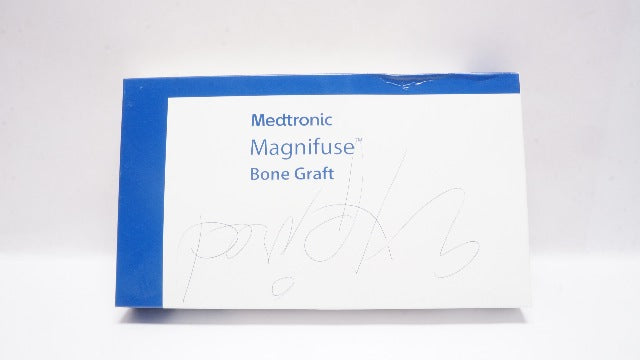 Medtronic
Magnifuse™
Bone Graft